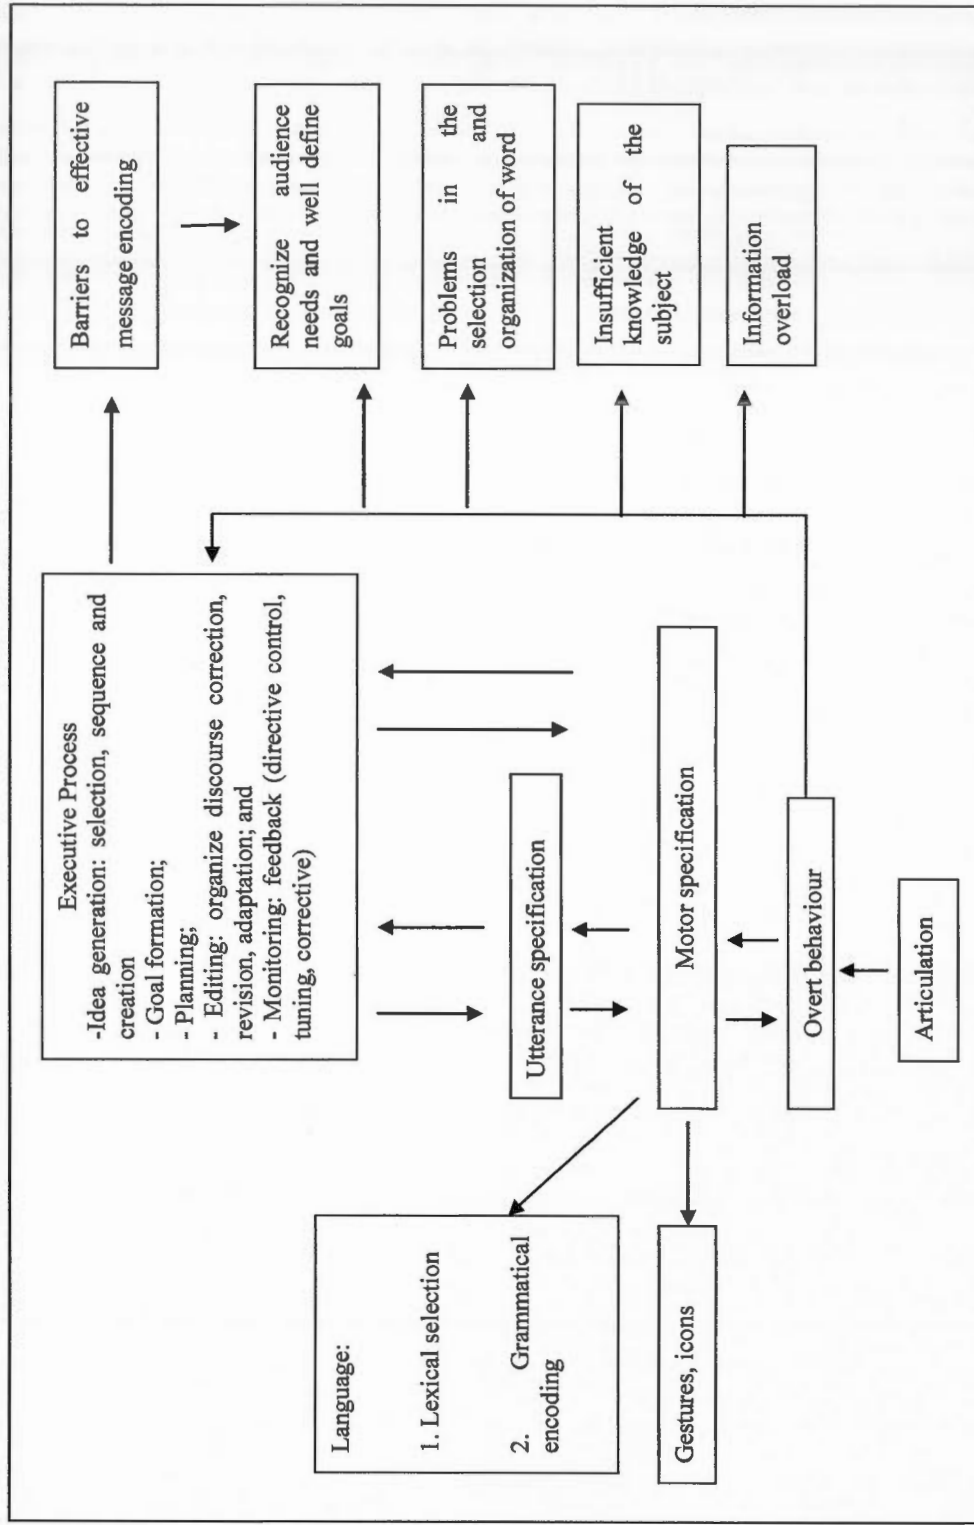 Executive Process
-Idea generation: selection, sequence and
creation
- Goal formation;
- Planning;
- Editing: organize discourse correction,
revision, adaptation; and
- Monitoring: feedback (directive control,
tuning, corrective)
Barriers to effective
message encoding
Recognize audience
needs and well define
goals
Problems in the
selection and
organization of word
Insufficient
knowledge of the
subject
Information
overload
Language:
1. Lexical selection
2. Grammatical
encoding
Utterance specification
Gestures, icons
Motor specification
Overt behaviour
Articulation